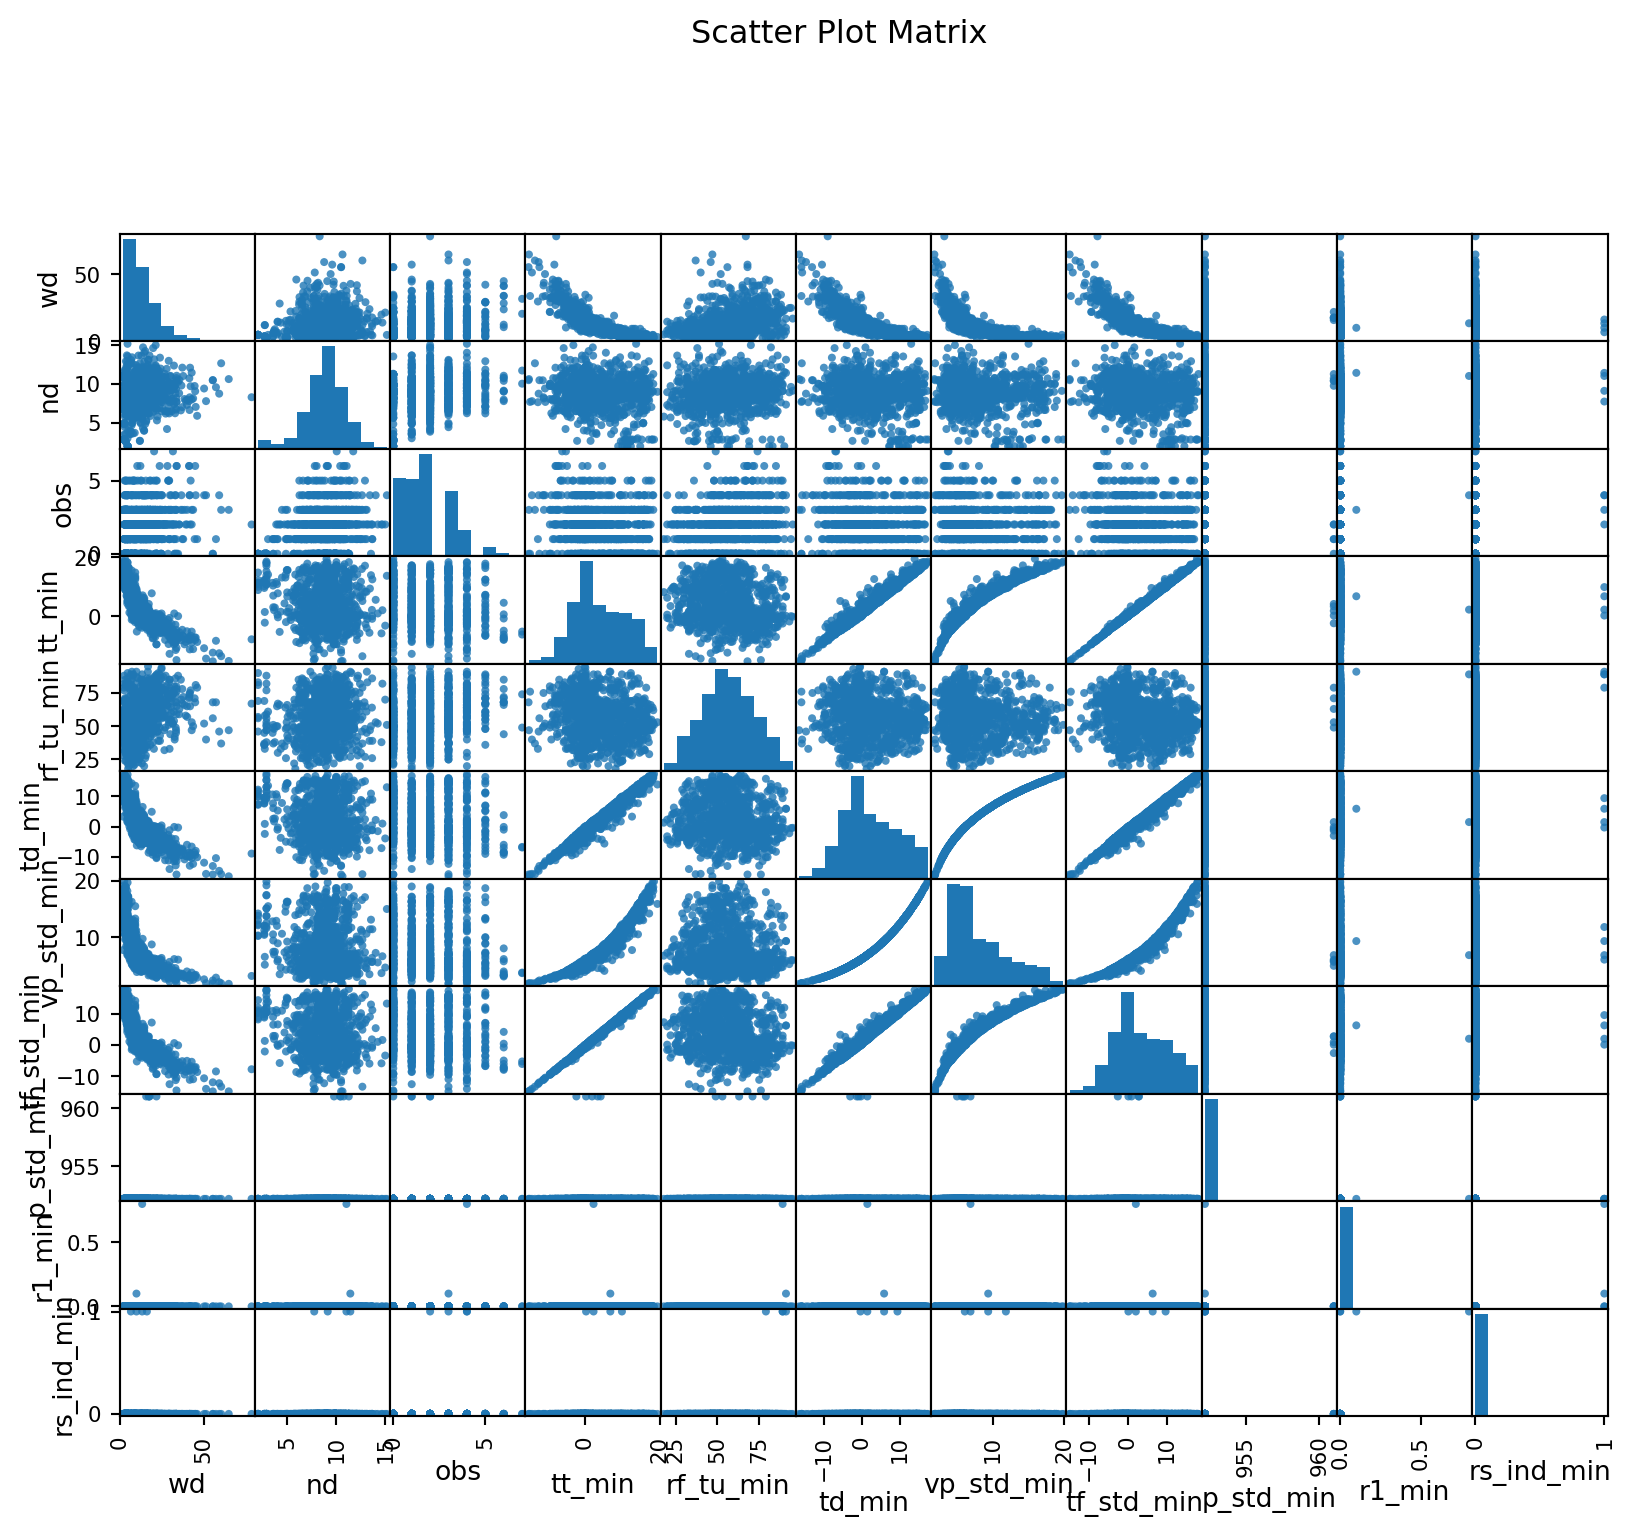 Scatter Plot Matrix
wd
50
0
nd
15
10
5
obs
5
0
tt_min
20
0
rf_tu_min
75
50
25
td_min
10
0
−10
vp_std_min
20
10
tf_std_min
10
0
−10
p_std_min
960
955
r1_min
0.5
0.0
rs_ind_min
1
0
0 50 5 10 15 0 5 0 20 25 50 75 −10 0 10 10 20 −10 0 10 955 960 0.0 0.5 0 1
wd nd obs tt_min rf_tu_min td_min vp_std_min tf_std_min p_std_min r1_min rs_ind_min